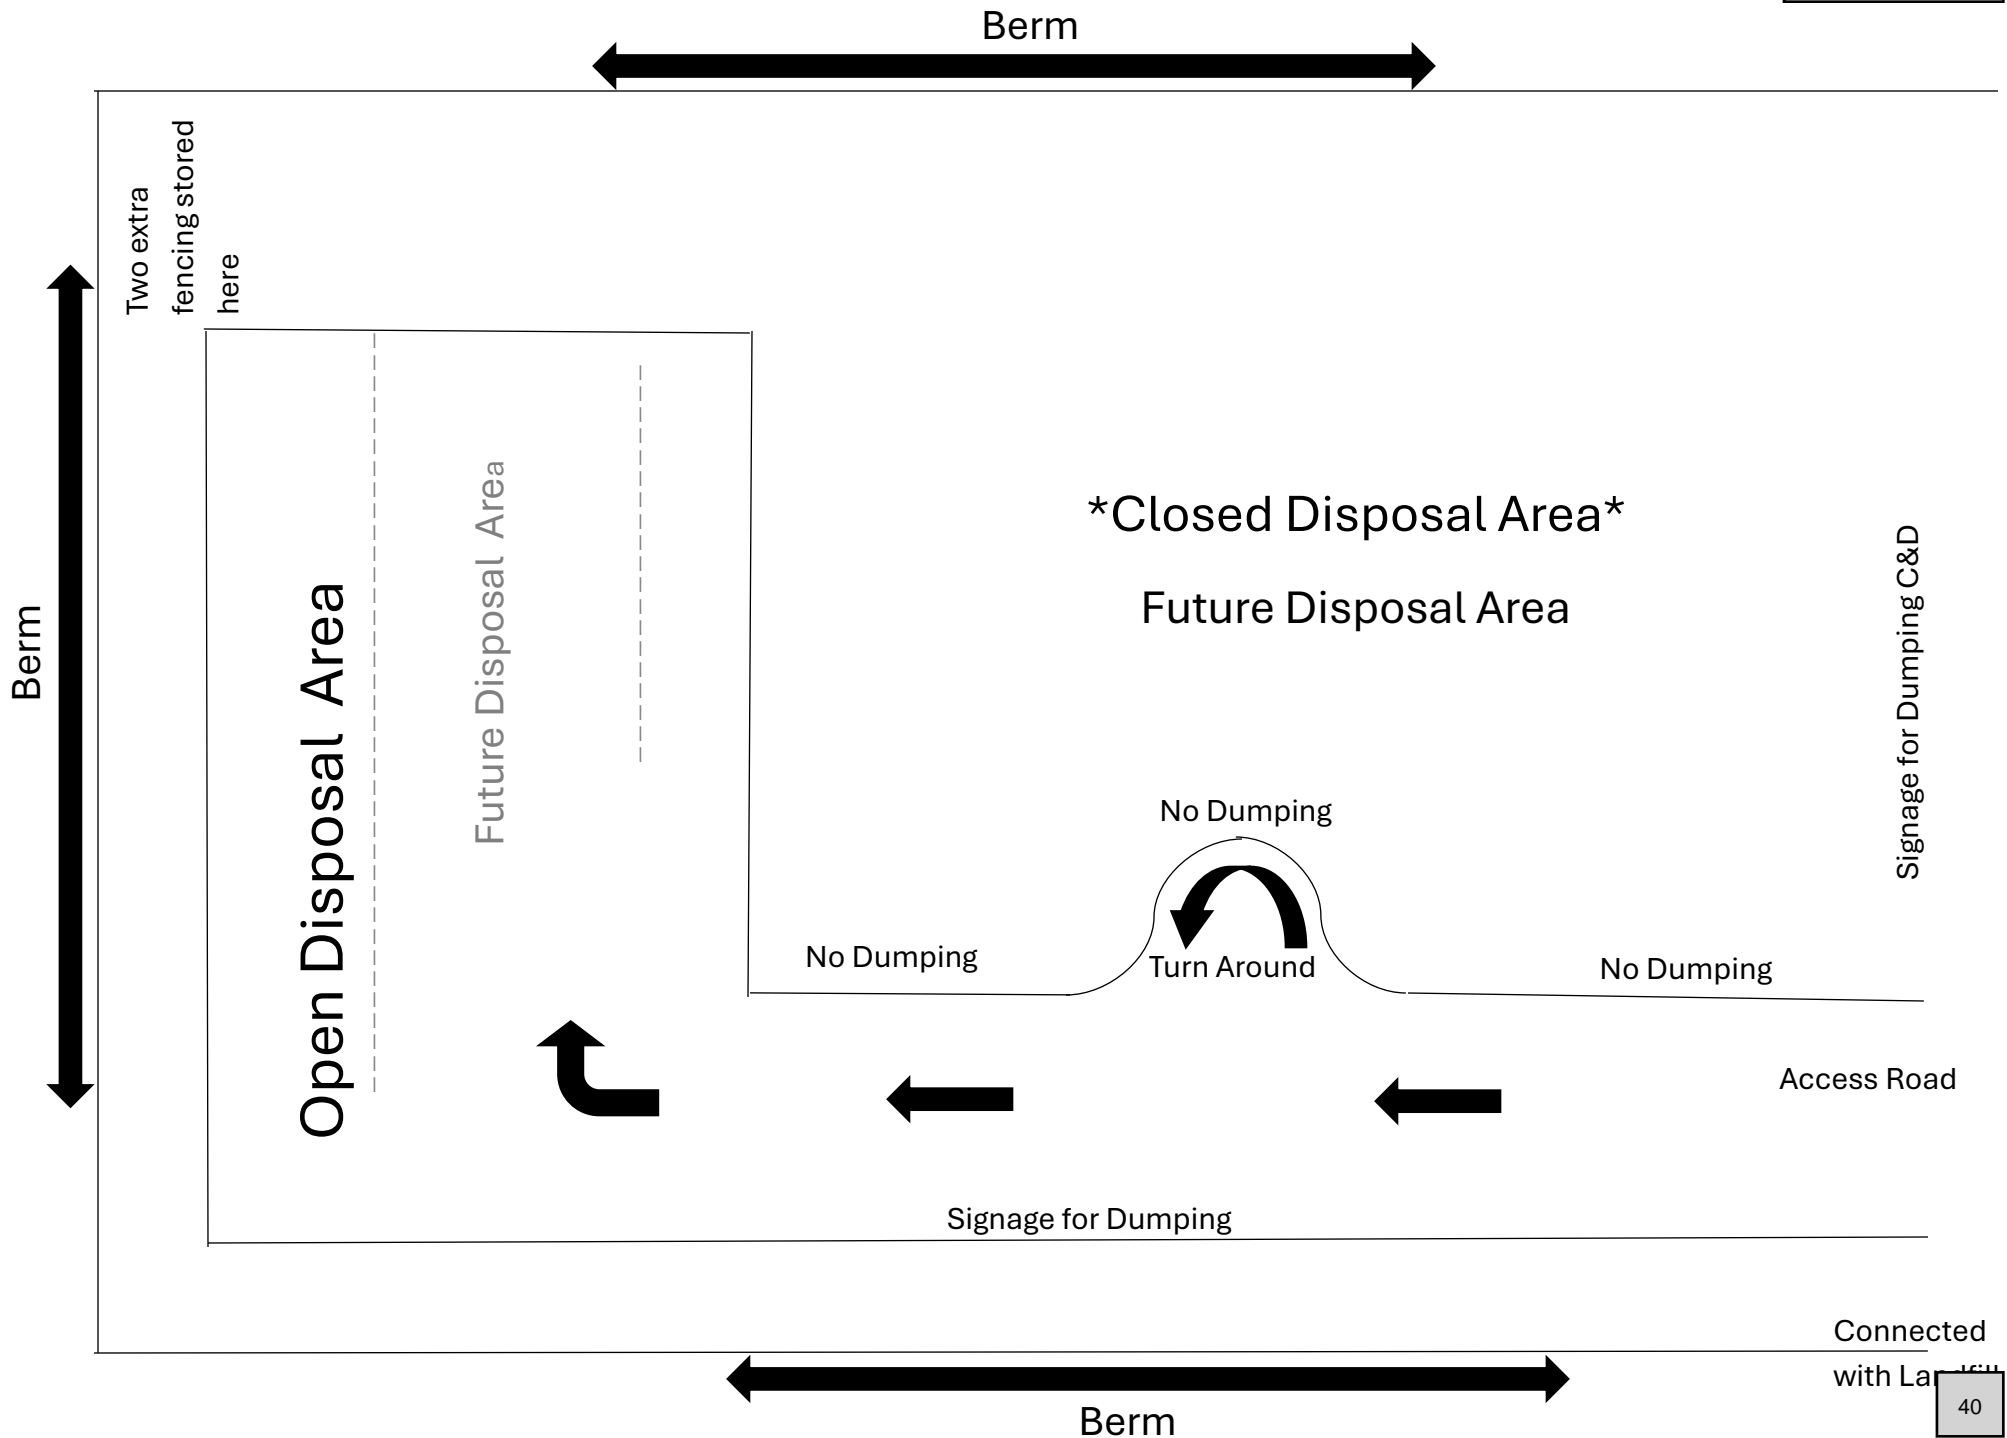 Berm
Two extra
fencing stored
here
Berm
Open Disposal Area
Future Disposal Area
*Closed Disposal Area*
Future Disposal Area
Signage for Dumping C&D
No Dumping
No Dumping
Turn Around
No Dumping
Access Road
Signage for Dumping
Connected
with Landfill
Berm
40